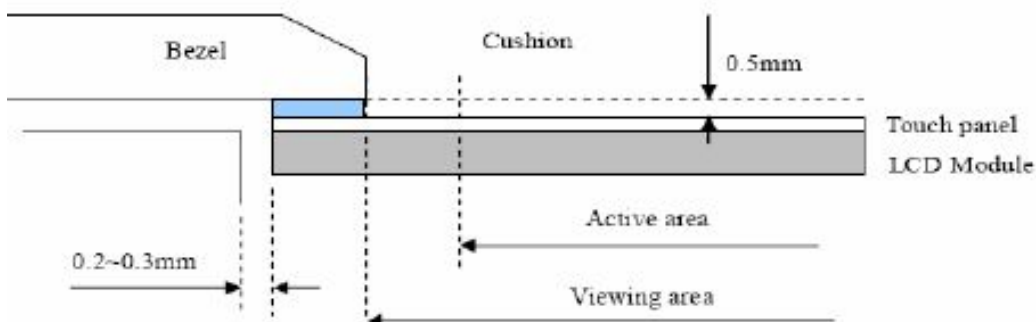 Bezel
Cushion
0.5mm
Touch panel
LCD Module
Active area
0.2~0.3mm
Viewing area